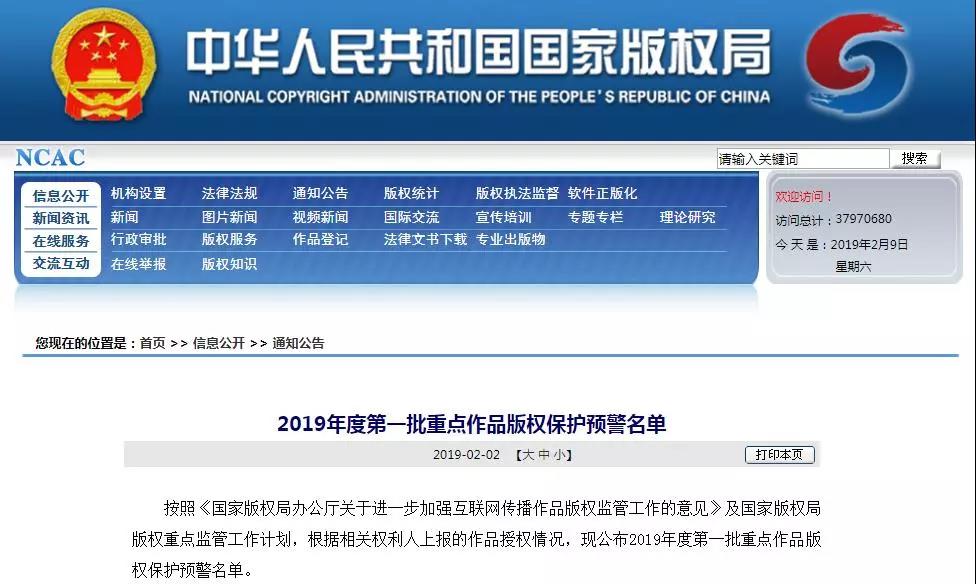 中华人民共和国国家版权局
NATIONAL COPYRIGHT ADMINISTRATION OF THE PEOPLE'S REPUBLIC OF CHINA
NCAC
请输入关键词 搜索
信息公开 机构设置 法律法规 通知公告 版权统计 版权执法监督 软件正版化
新闻资讯 新闻 图片新闻 视频新闻 国际交流 宣传培训 专题专栏 理论研究
在线服务 行政审批 版权服务 作品登记 法律文书下载 专业出版物
交流互动 在线举报 版权知识
欢迎访问！
访问总计：37970680
今 天 是：2019年2月9日
星期六
您现在的位置是：首页 >> 信息公开 >> 通知公告
2019年度第一批重点作品版权保护预警名单
2019-02-02 【大 中 小】 打印本页
按照《国家版权局办公厅关于进一步加强互联网传播作品版权监管工作的意见》及国家版权局
版权重点监管工作计划，根据相关权利人上报的作品授权情况，现公布2019年度第一批重点作品版
权保护预警名单。